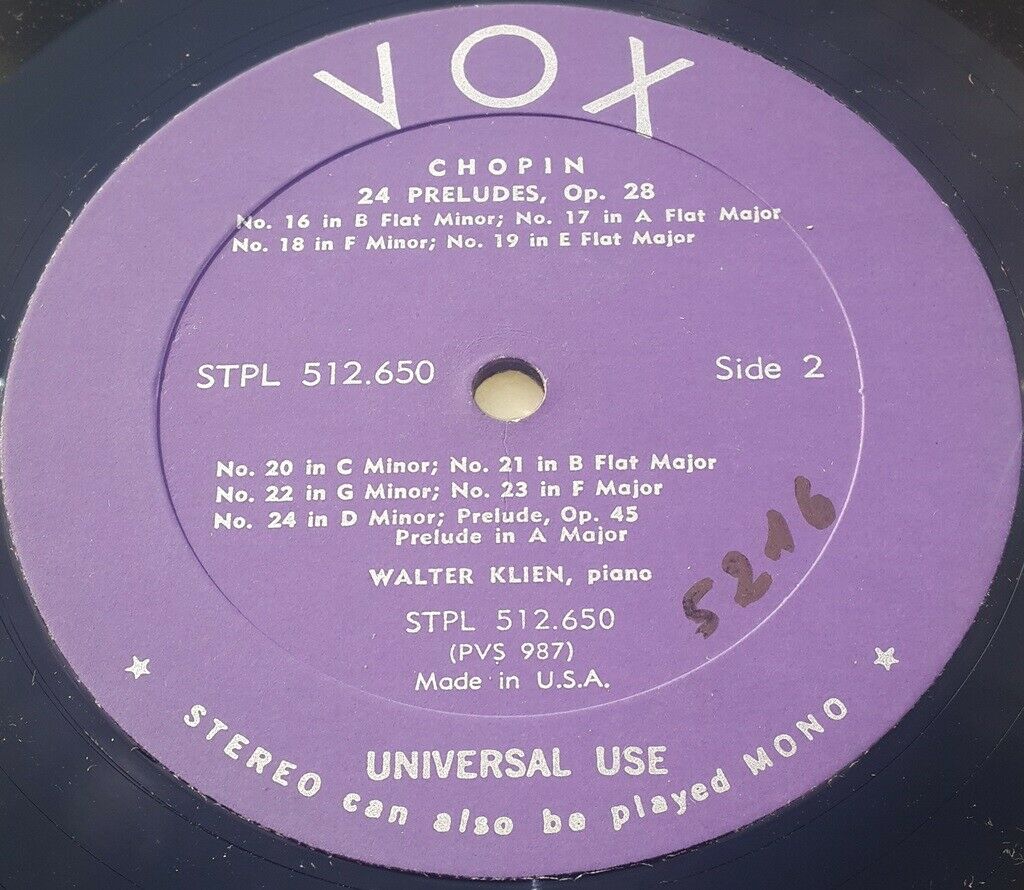 VOX
CHOPIN
24 PRELUDES, Op. 28
No. 16 in B Flat Minor; No. 17 in A Flat Major
No. 18 in F Minor; No. 19 in E Flat Major
STPL 512.650
Side 2
No. 20 in C Minor; No. 21 in B Flat Major
No. 22 in G Minor; No. 23 in F Major
No. 24 in D Minor; Prelude, Op. 45
Prelude in A Major
WALTER KLIEN, piano
5216
STPL 512.650
(PVS 987)
Made in U.S.A.
UNIVERSAL USE
STEREO can also be played MONO